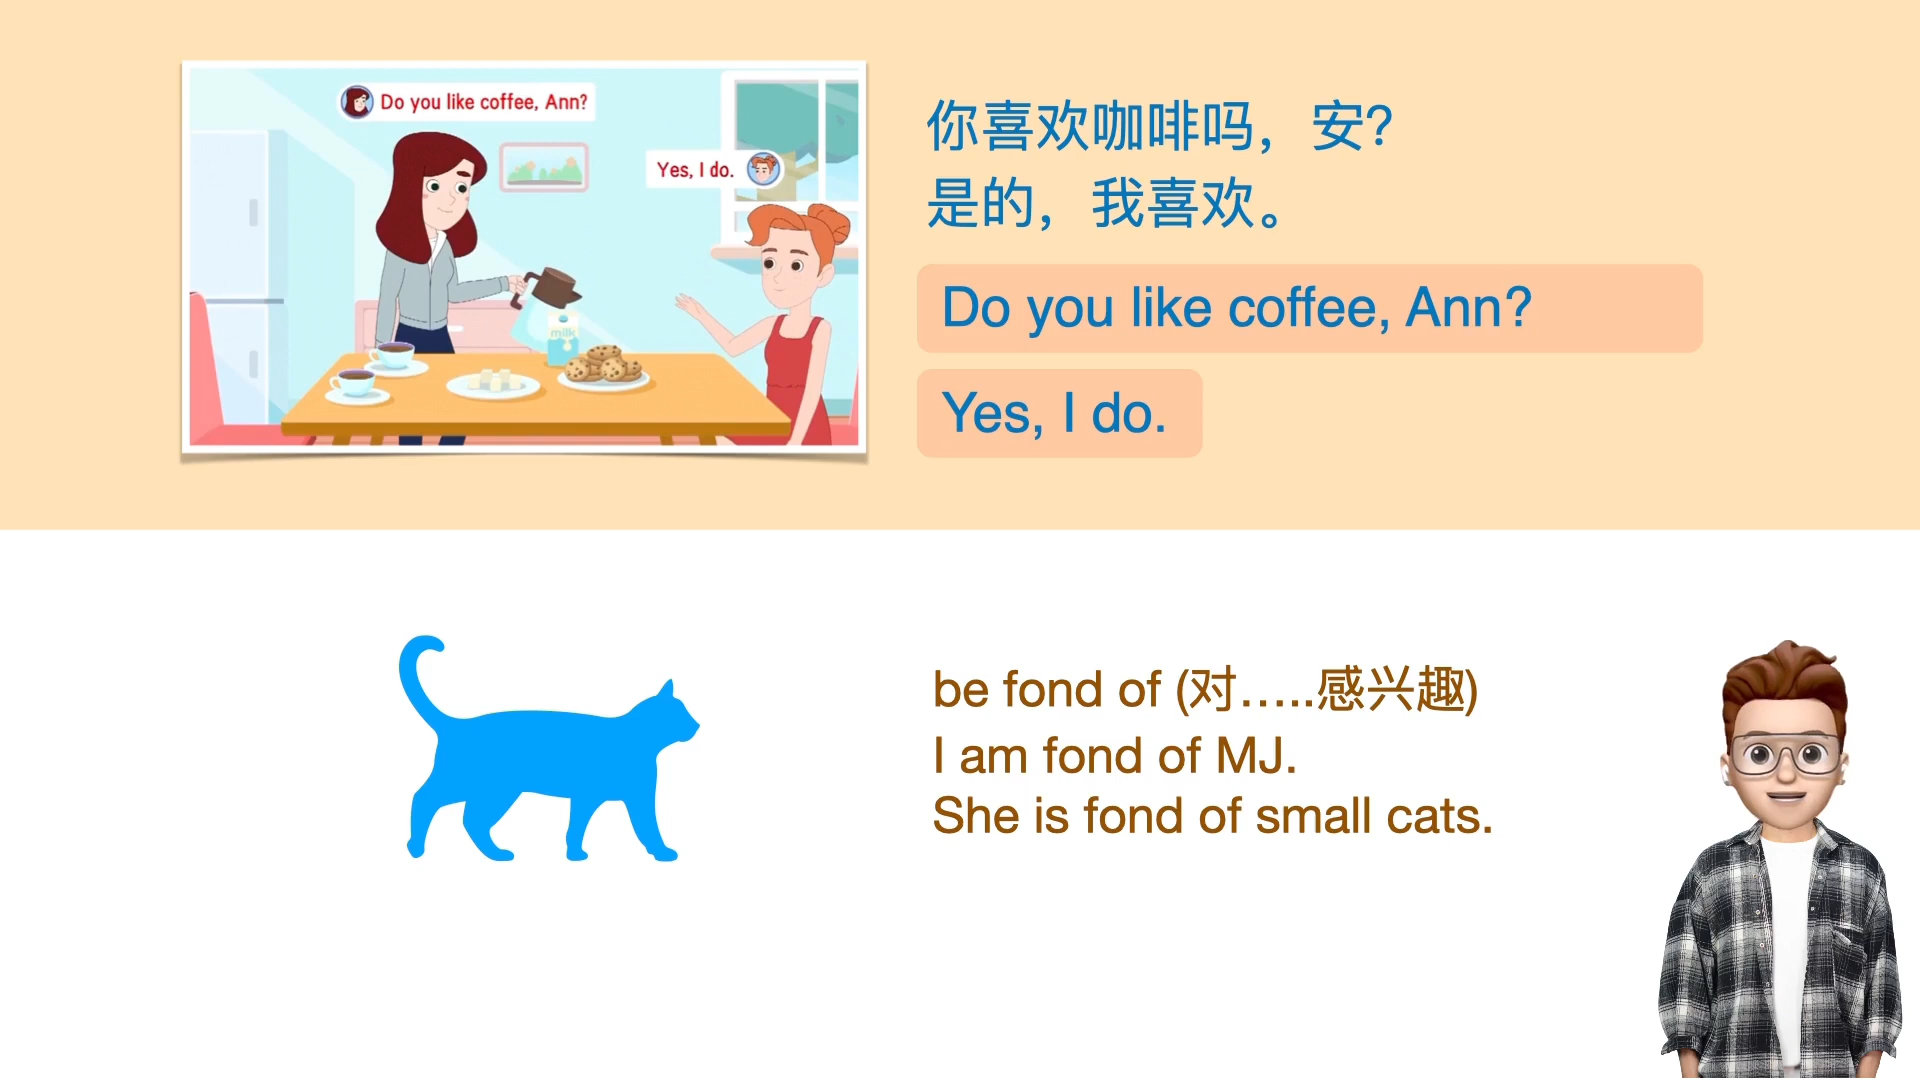 Do you like coffee, Ann?
Yes, I do.
milk
你喜欢咖啡吗，安？
是的，我喜欢。
Do you like coffee, Ann?
Yes, I do.
be fond of (对…..感兴趣)
I am fond of MJ.
She is fond of small cats.